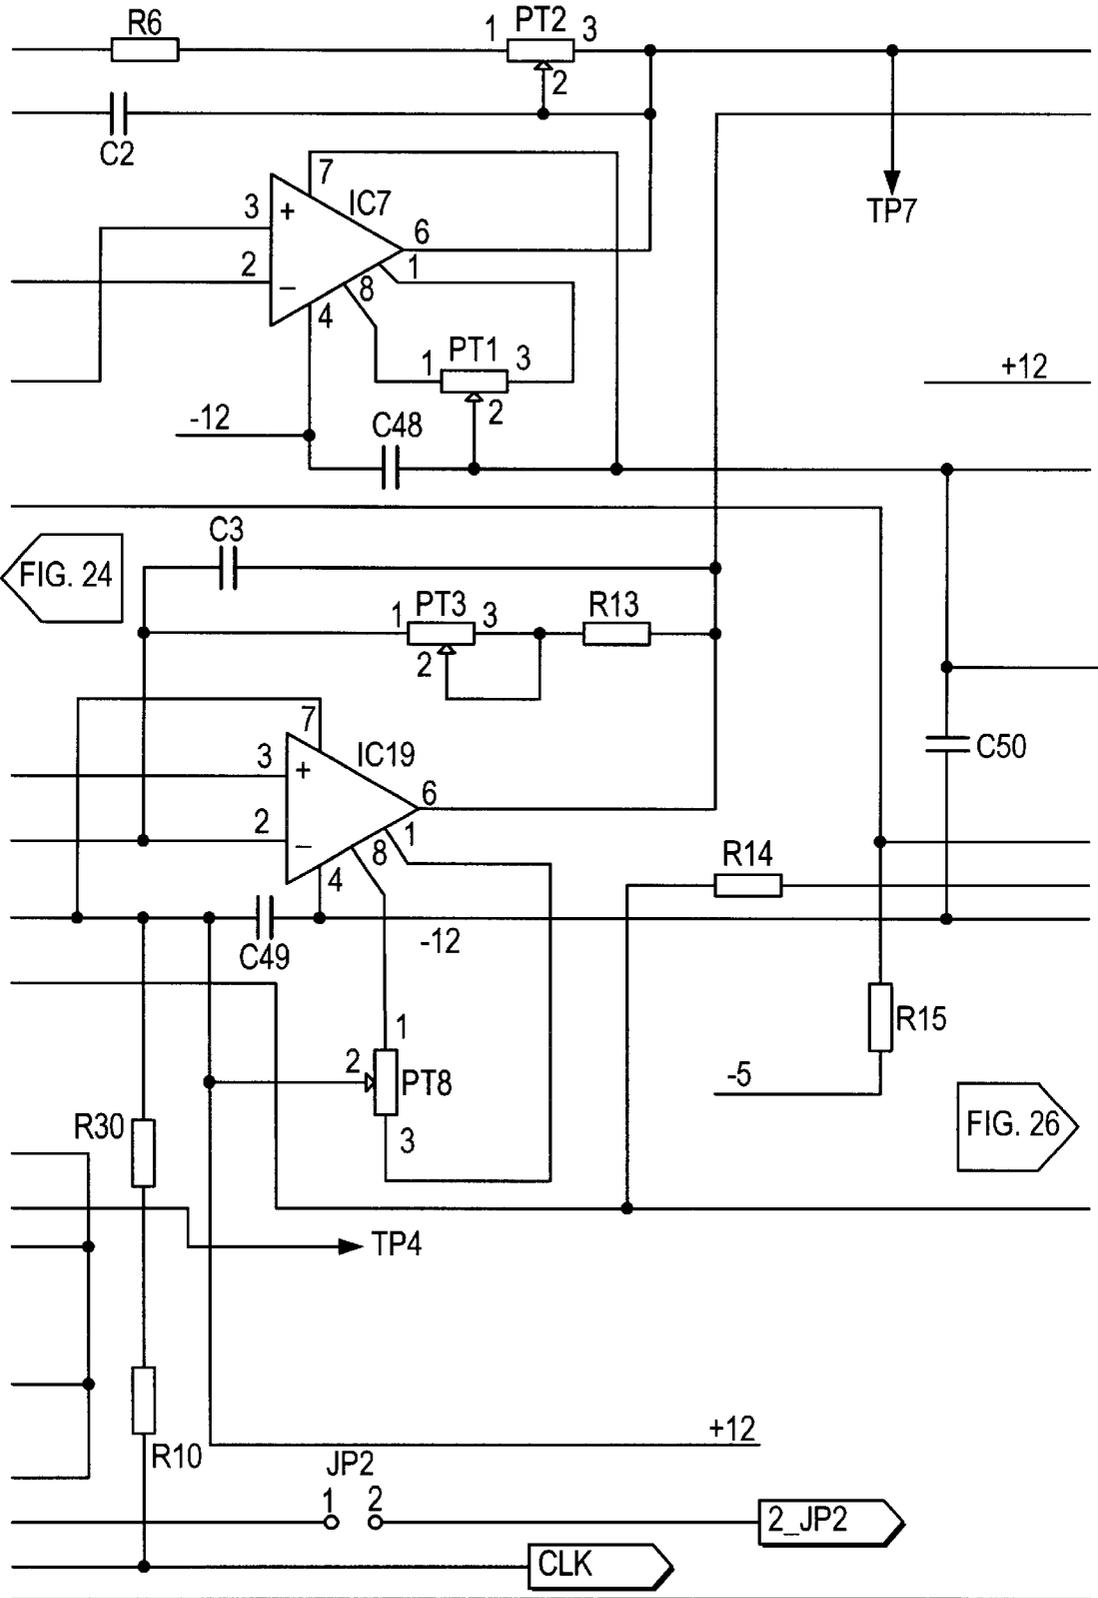 R6
1 PT2 3
2
C2
7
3 + IC7
6
2 −
1
8
4
1 PT1 3
2
TP7
+12
-12
C48
C3
FIG. 24
1 PT3 3
2
R13
7
3 + IC19
6
2 −
1
8
4
C50
R14
-12
C49
R15
1
2
PT8
3
-5
FIG. 26
R30
TP4
R10
+12
JP2
1 2
2_JP2
CLK